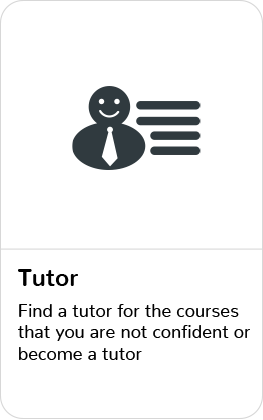 Tutor
Find a tutor for the courses
that you are not confident or
become a tutor